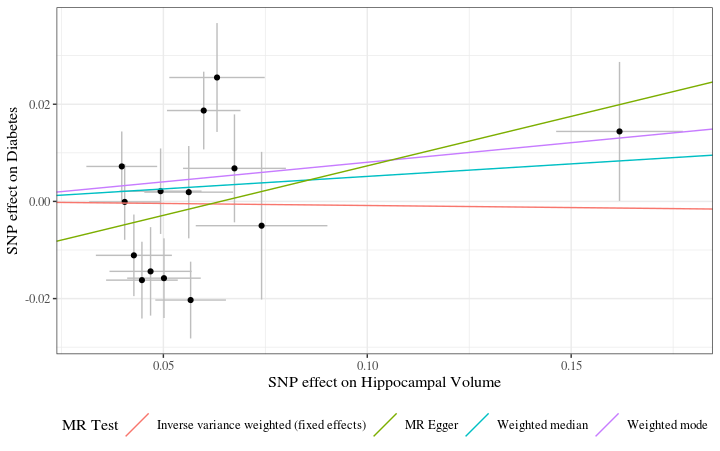 SNP effect on Diabetes
0.02
0.00
-0.02
0.05 0.10 0.15
SNP effect on Hippocampal Volume
MR Test Inverse variance weighted (fixed effects) MR Egger Weighted median Weighted mode